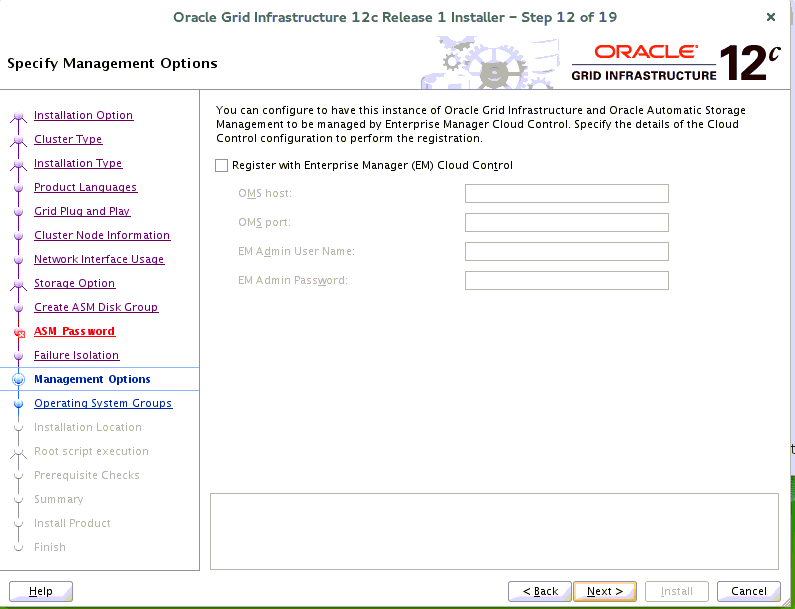 Oracle Grid Infrastructure 12c Release 1 Installer – Step 12 of 19
Specify Management Options
ORACLE
GRID INFRASTRUCTURE
12c
Installation Option
Cluster Type
Installation Type
Product Languages
Grid Plug and Play
Cluster Node Information
Network Interface Usage
Storage Option
Create ASM Disk Group
ASM Password
Failure Isolation
Management Options
Operating System Groups
Installation Location
Root script execution
Prerequisite Checks
Summary
Install Product
Finish
You can configure to have this instance of Oracle Grid Infrastructure and Oracle Automatic Storage
Management to be managed by Enterprise Manager Cloud Control. Specify the details of the Cloud
Control configuration to perform the registration.
Register with Enterprise Manager (EM) Cloud Control
OMS host:
OMS port:
EM Admin User Name:
EM Admin Password:
Help
< Back
Next >
Install
Cancel